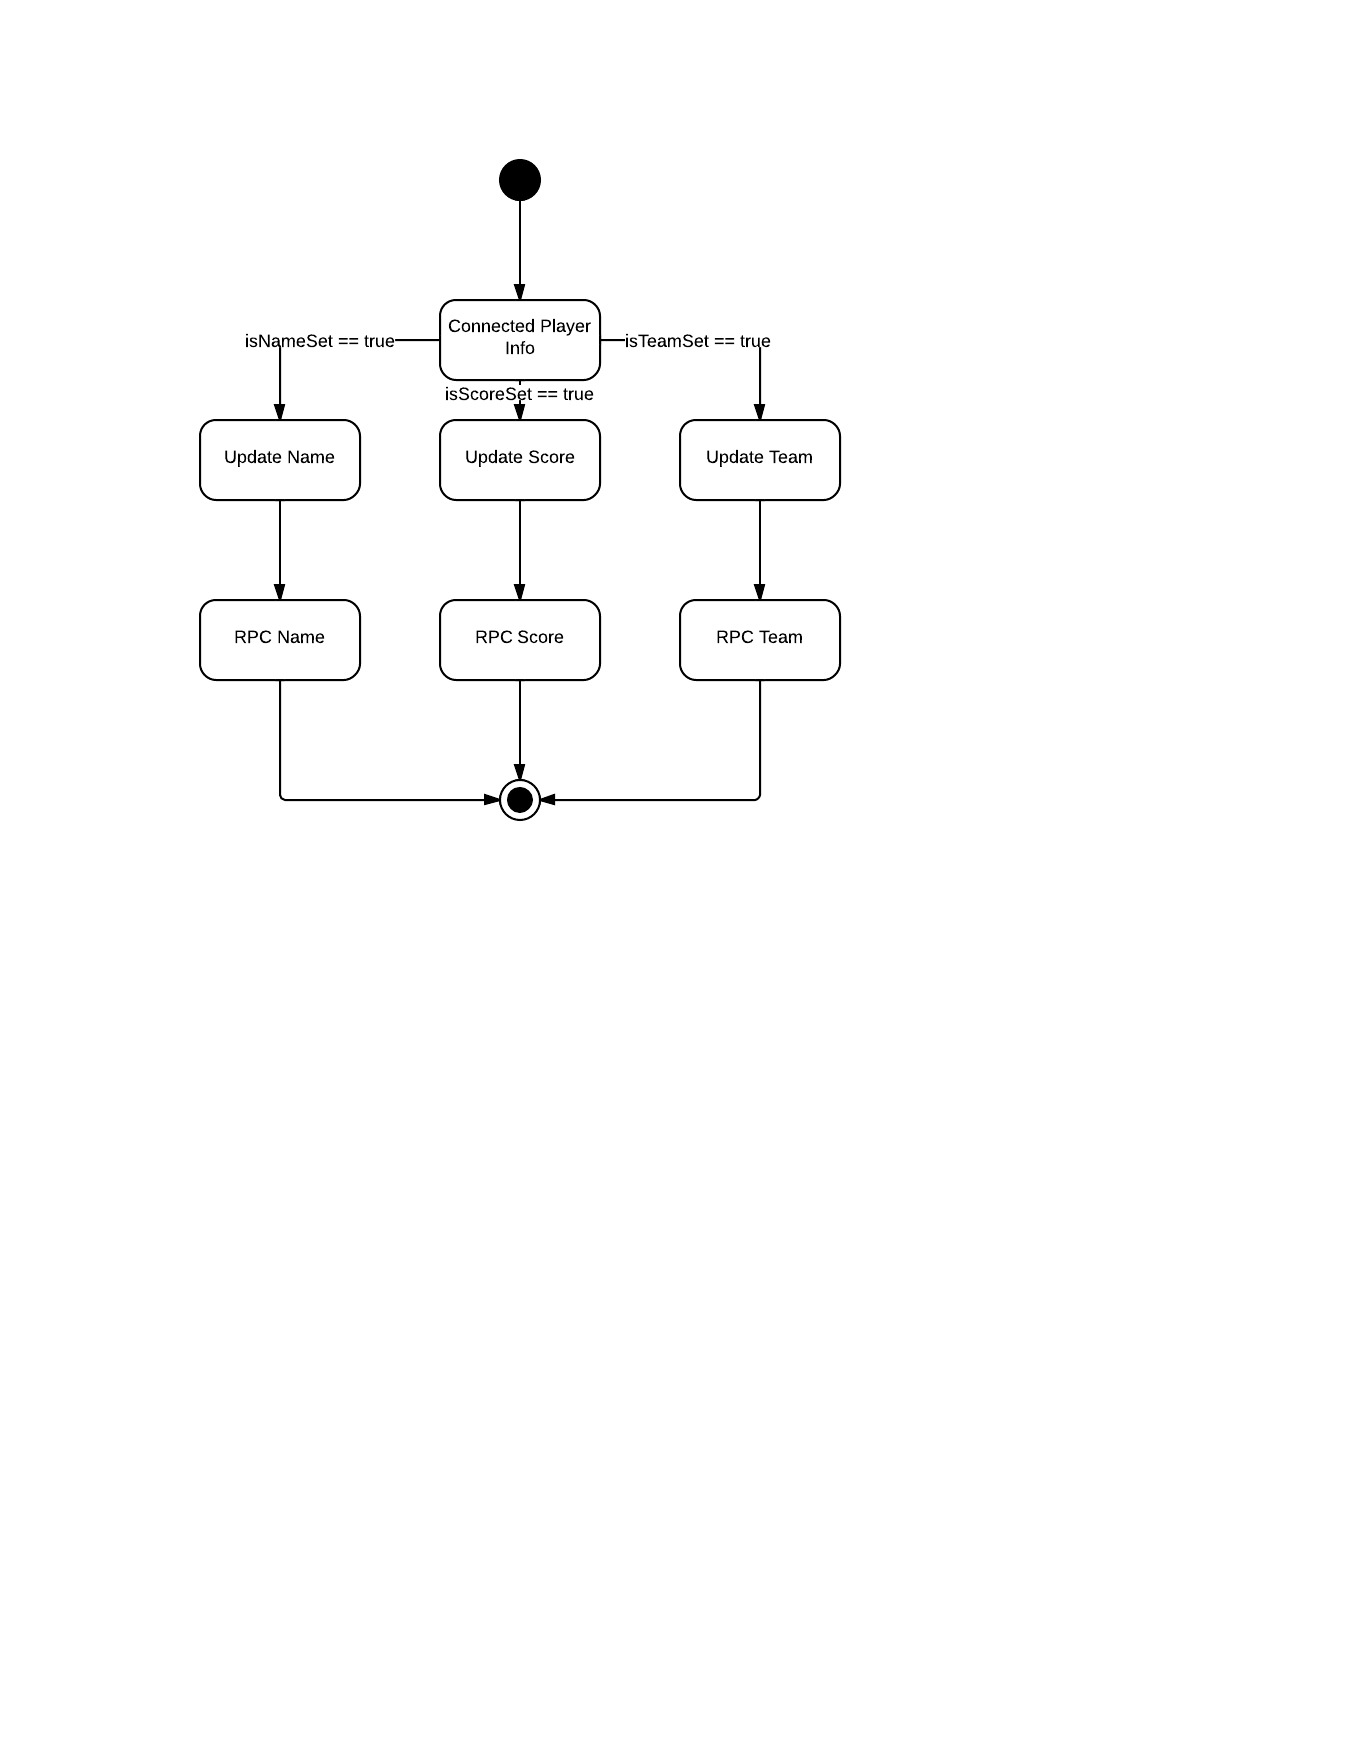 Connected Player
Info
isNameSet == true
isTeamSet == true
isScoreSet == true
Update Name
Update Score
Update Team
RPC Name
RPC Score
RPC Team